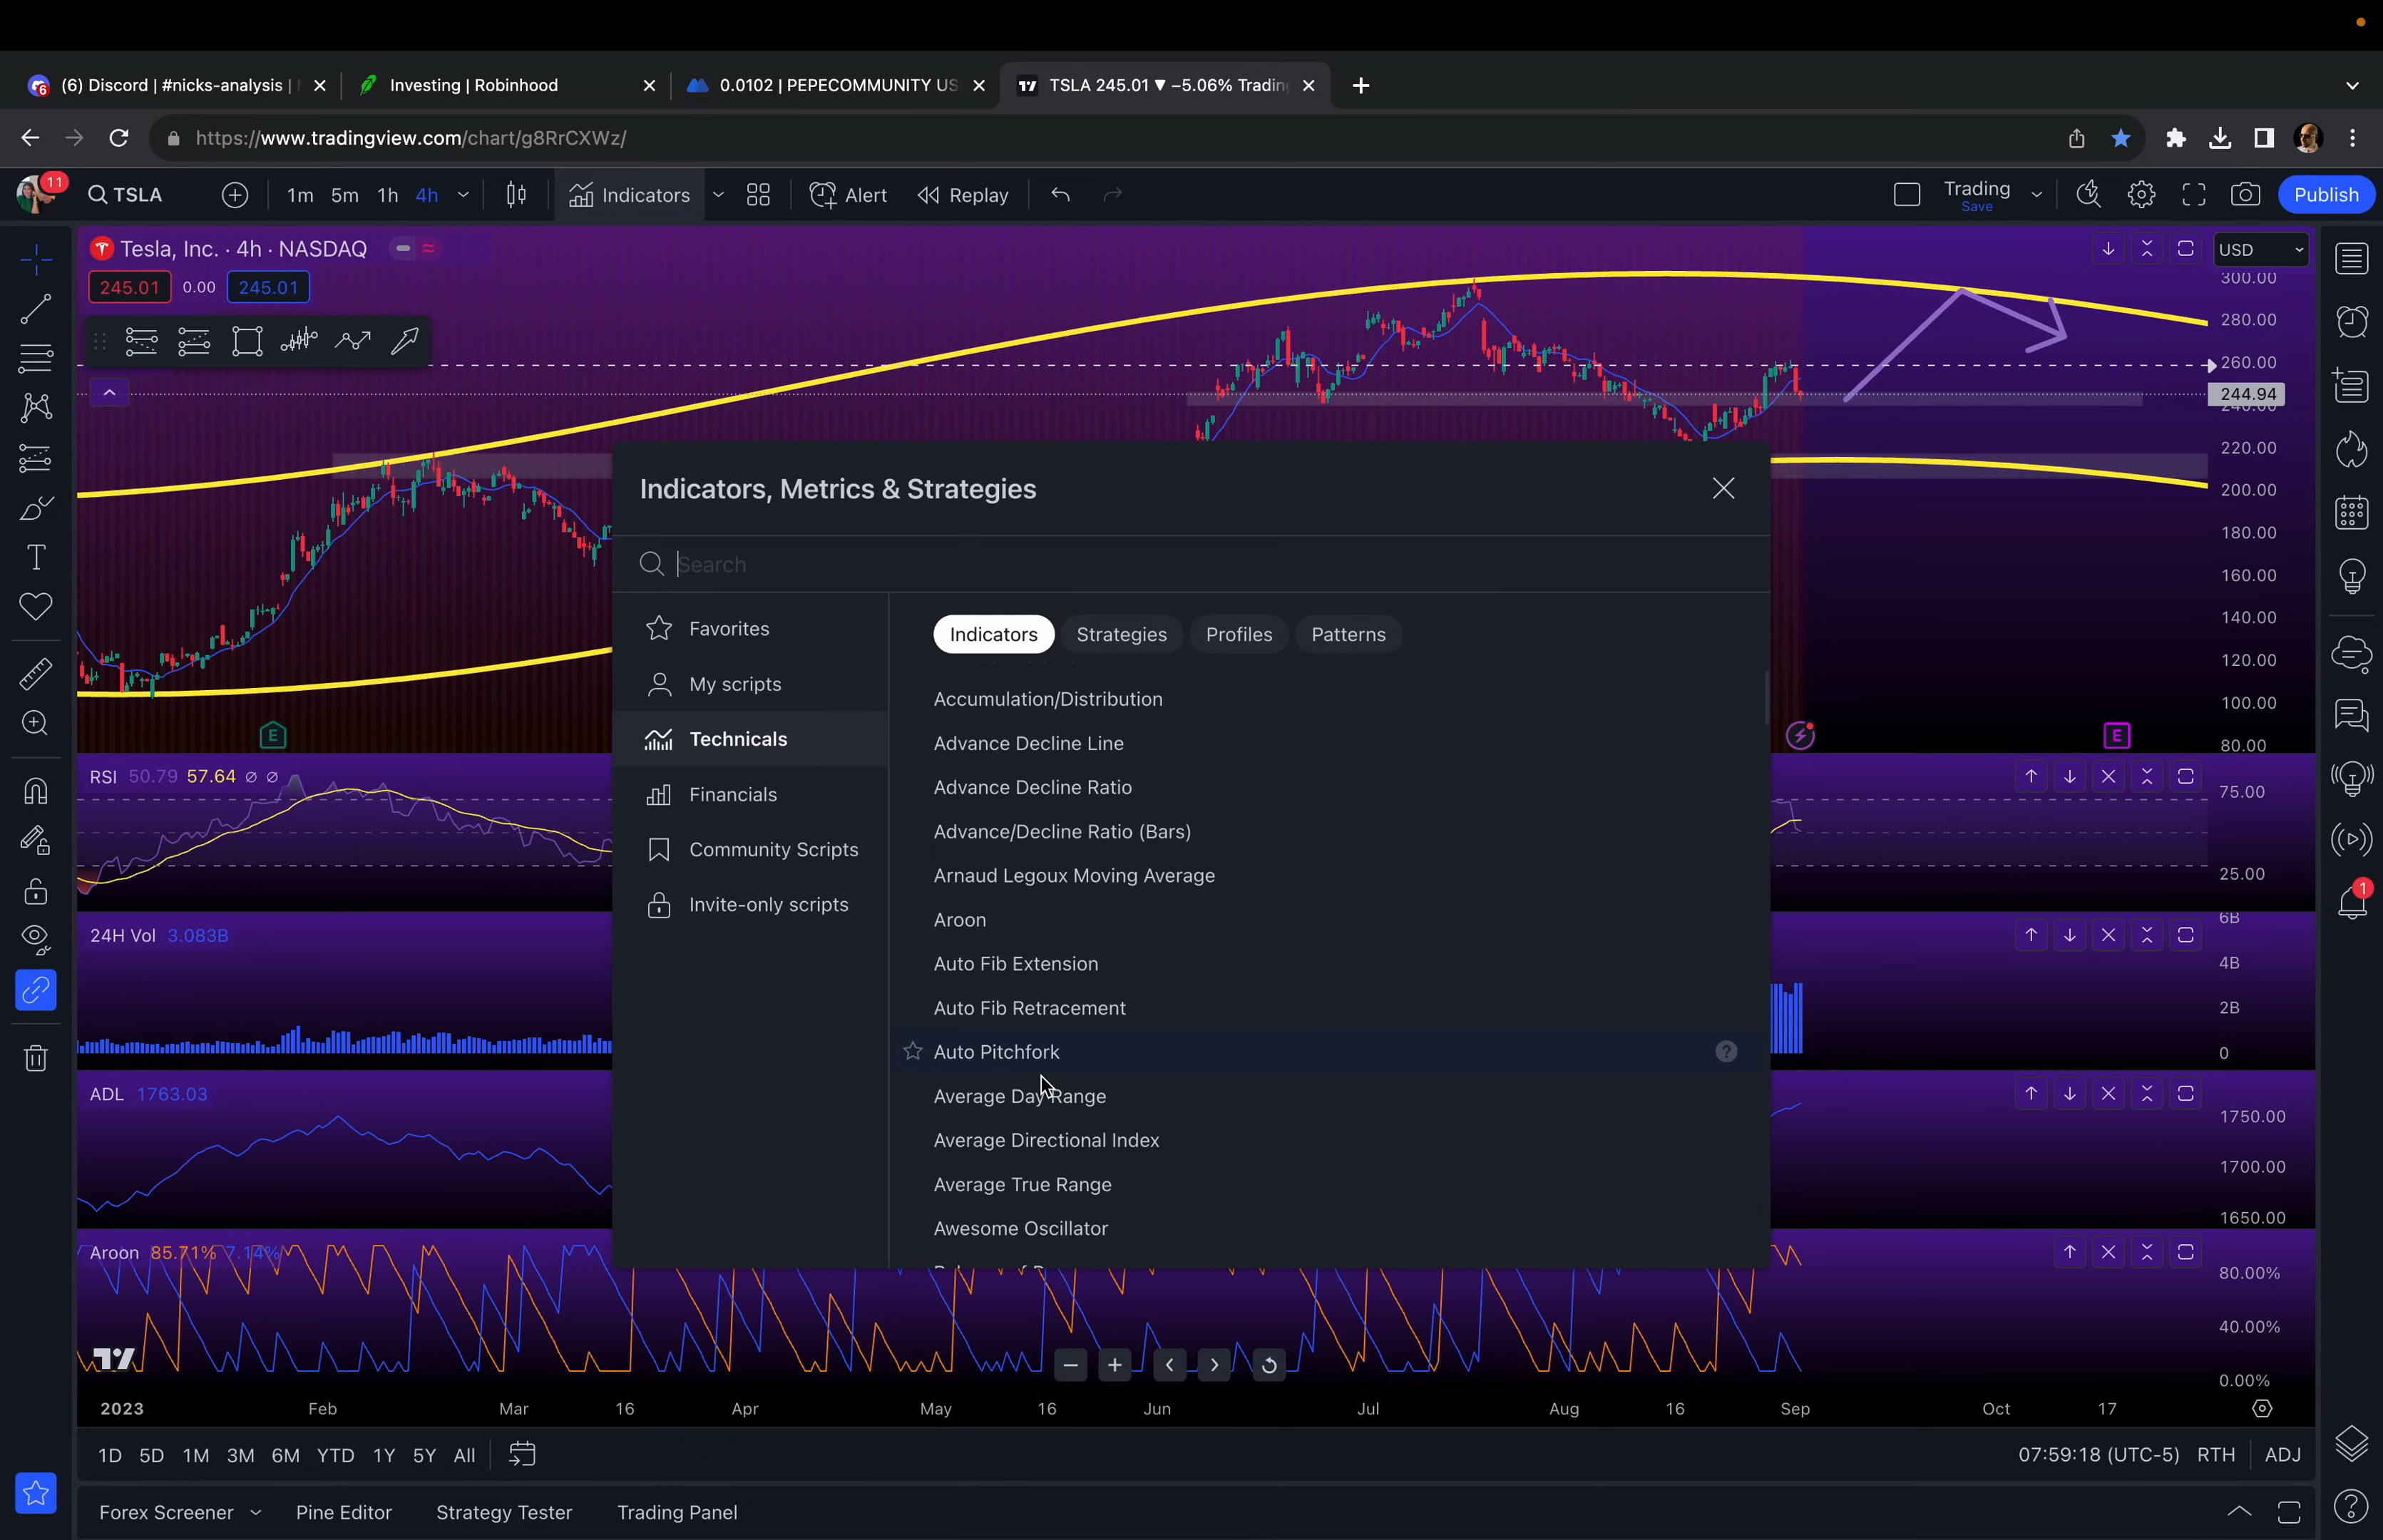 (6) Discord | #nicks-analysis |
Investing | Robinhood
0.0102 | PEPECOMMUNITY US
TSLA 245.01 ▼ −5.06% Trading
https://www.tradingview.com/chart/g8RrCXWz/
11
TSLA
1m 5m 1h 4h
Indicators
Alert
Replay
Trading
Save
Publish
Tesla, Inc. · 4h · NASDAQ
245.01 0.00 245.01
USD
300.00
280.00
260.00
244.94
240.00
220.00
200.00
180.00
160.00
140.00
120.00
100.00
80.00
Indicators, Metrics & Strategies
Search
Favorites
My scripts
Technicals
Financials
Community Scripts
Invite-only scripts
Indicators Strategies Profiles Patterns
Accumulation/Distribution
Advance Decline Line
Advance Decline Ratio
Advance/Decline Ratio (Bars)
Arnaud Legoux Moving Average
Aroon
Auto Fib Extension
Auto Fib Retracement
Auto Pitchfork
Average Day Range
Average Directional Index
Average True Range
Awesome Oscillator
E
E
RSI 50.79 57.64 ∅ ∅
75.00
25.00
24H Vol 3.083B
6B
4B
2B
0
ADL 1763.03
1750.00
1700.00
1650.00
Aroon 85.71% 7.14%
80.00%
40.00%
0.00%
1
2023 Feb Mar 16 Apr May 16 Jun Jul Aug 16 Sep Oct 17
1D 5D 1M 3M 6M YTD 1Y 5Y All
07:59:18 (UTC-5) RTH ADJ
Forex Screener Pine Editor Strategy Tester Trading Panel